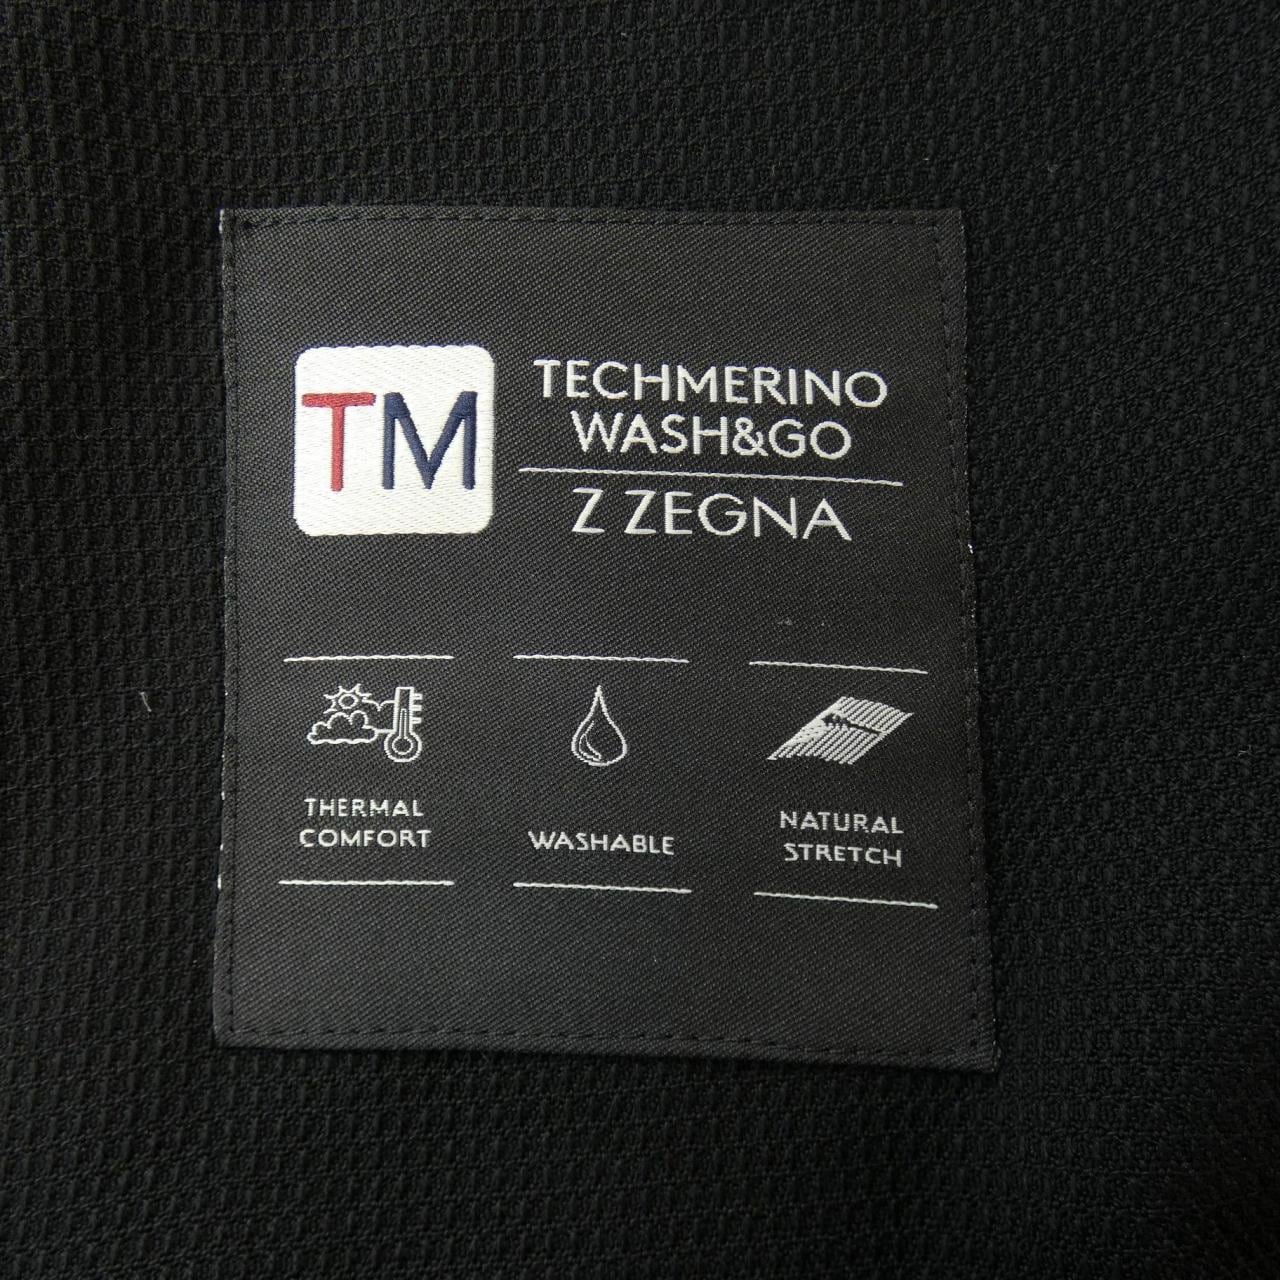 TM
TECHMERINO
WASH&GO
Z ZEGNA
THERMAL
COMFORT
WASHABLE
NATURAL
STRETCH